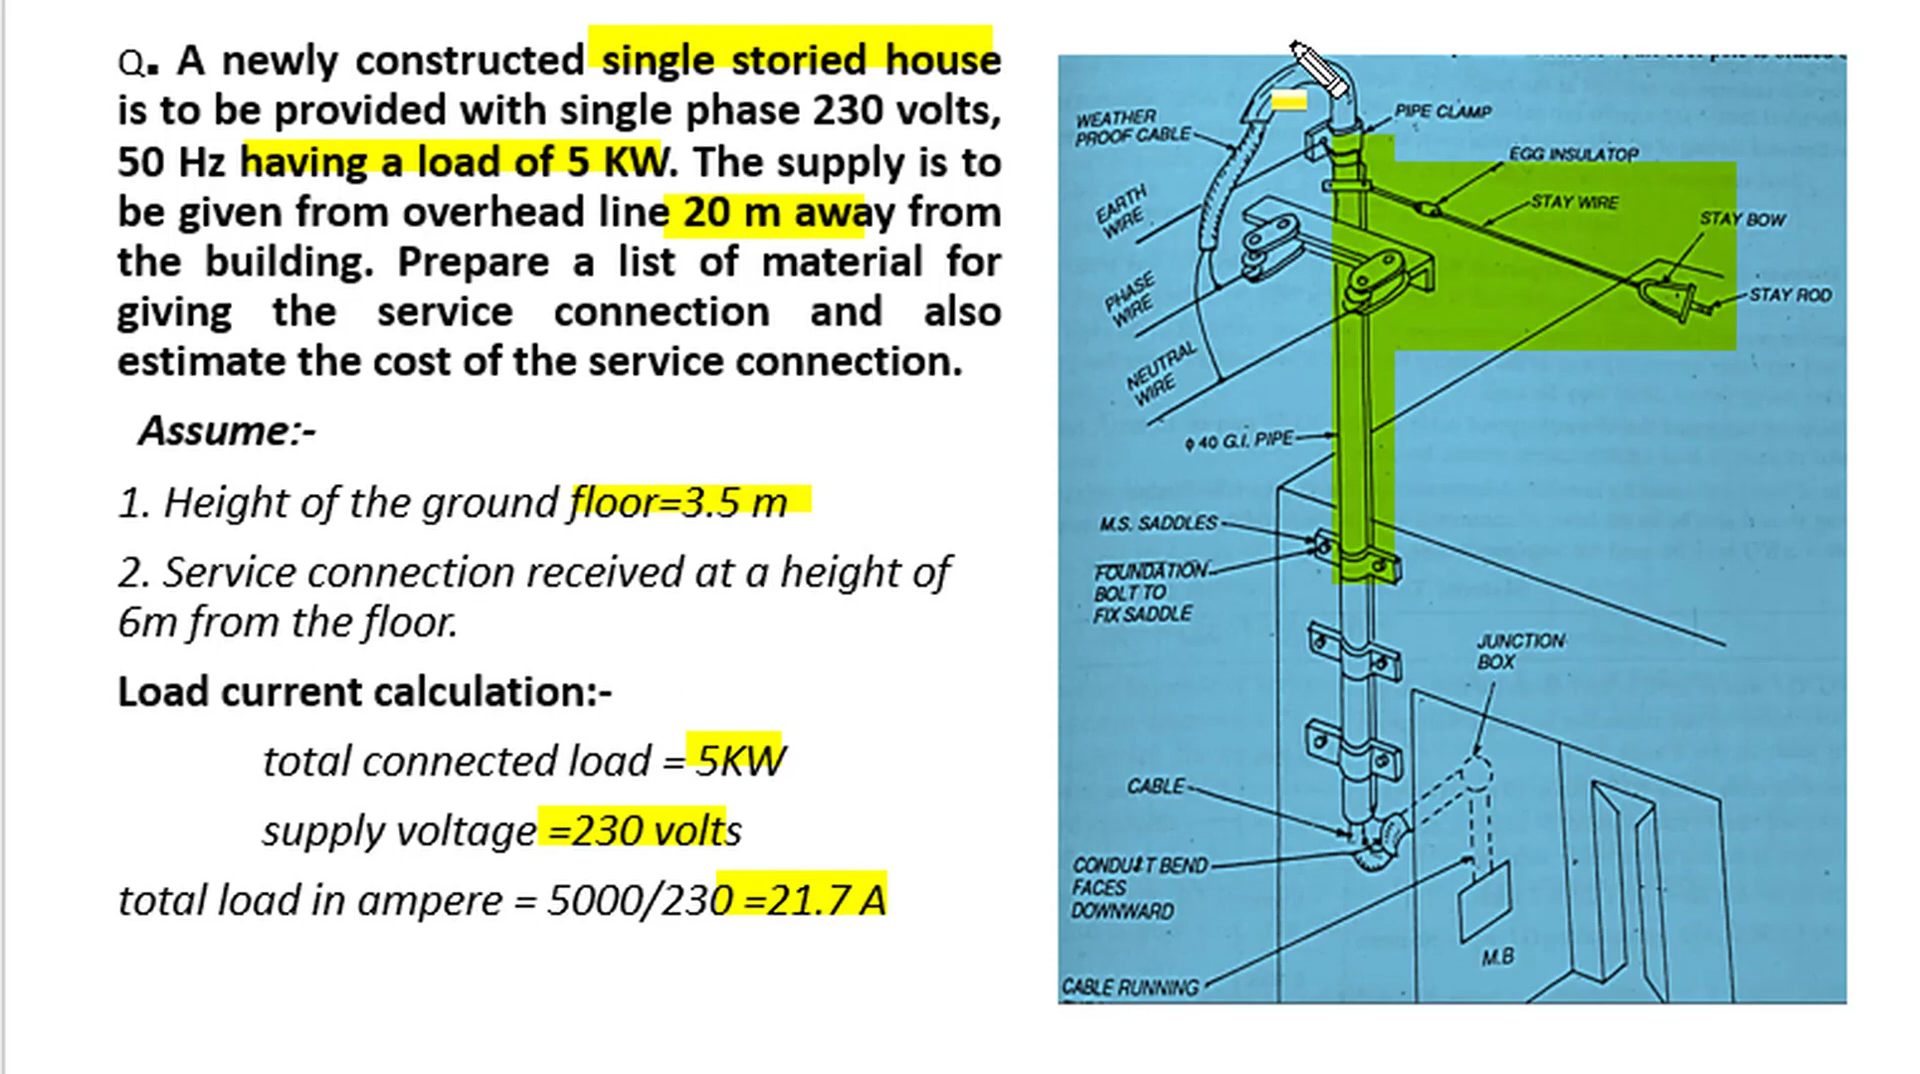 Q. A newly constructed single storied house
is to be provided with single phase 230 volts,
50 Hz having a load of 5 KW. The supply is to
be given from overhead line 20 m away from
the building. Prepare a list of material for
giving the service connection and also
estimate the cost of the service connection.
Assume:-
1. Height of the ground floor=3.5 m
2. Service connection received at a height of
6m from the floor.
Load current calculation:-
total connected load = 5KW
supply voltage =230 volts
total load in ampere = 5000/230 =21.7 A
WEATHER
PROOF CABLE
PIPE CLAMP
EGG INSULATOP
EARTH
WIRE
STAY WIRE
STAY BOW
PHASE
WIRE
STAY ROD
NEUTRAL
WIRE
φ 40 G.I. PIPE
M.S. SADDLES
FOUNDATION
BOLT TO
FIX SADDLE
JUNCTION
BOX
CABLE
CONDUIT BEND
FACES
DOWNWARD
M.B
CABLE RUNNING